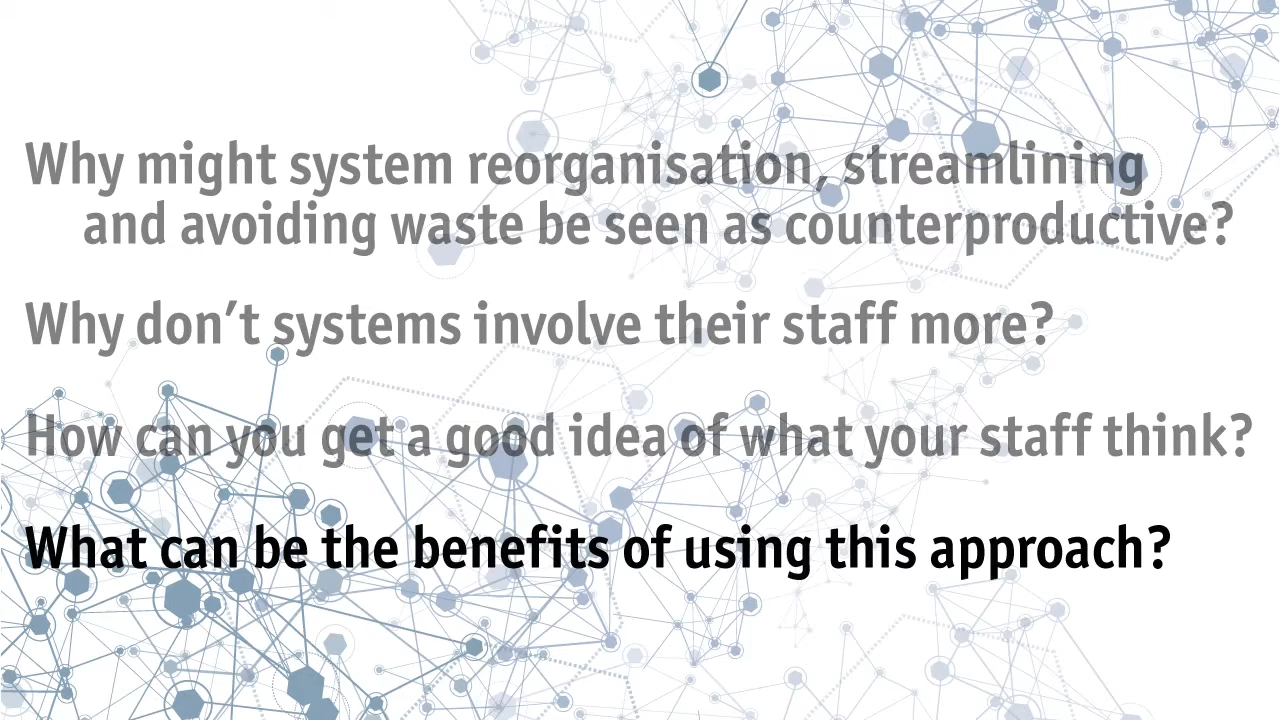 Why might system reorganisation, streamlining
and avoiding waste be seen as counterproductive?
Why don’t systems involve their staff more?
How can you get a good idea of what your staff think?
What can be the benefits of using this approach?